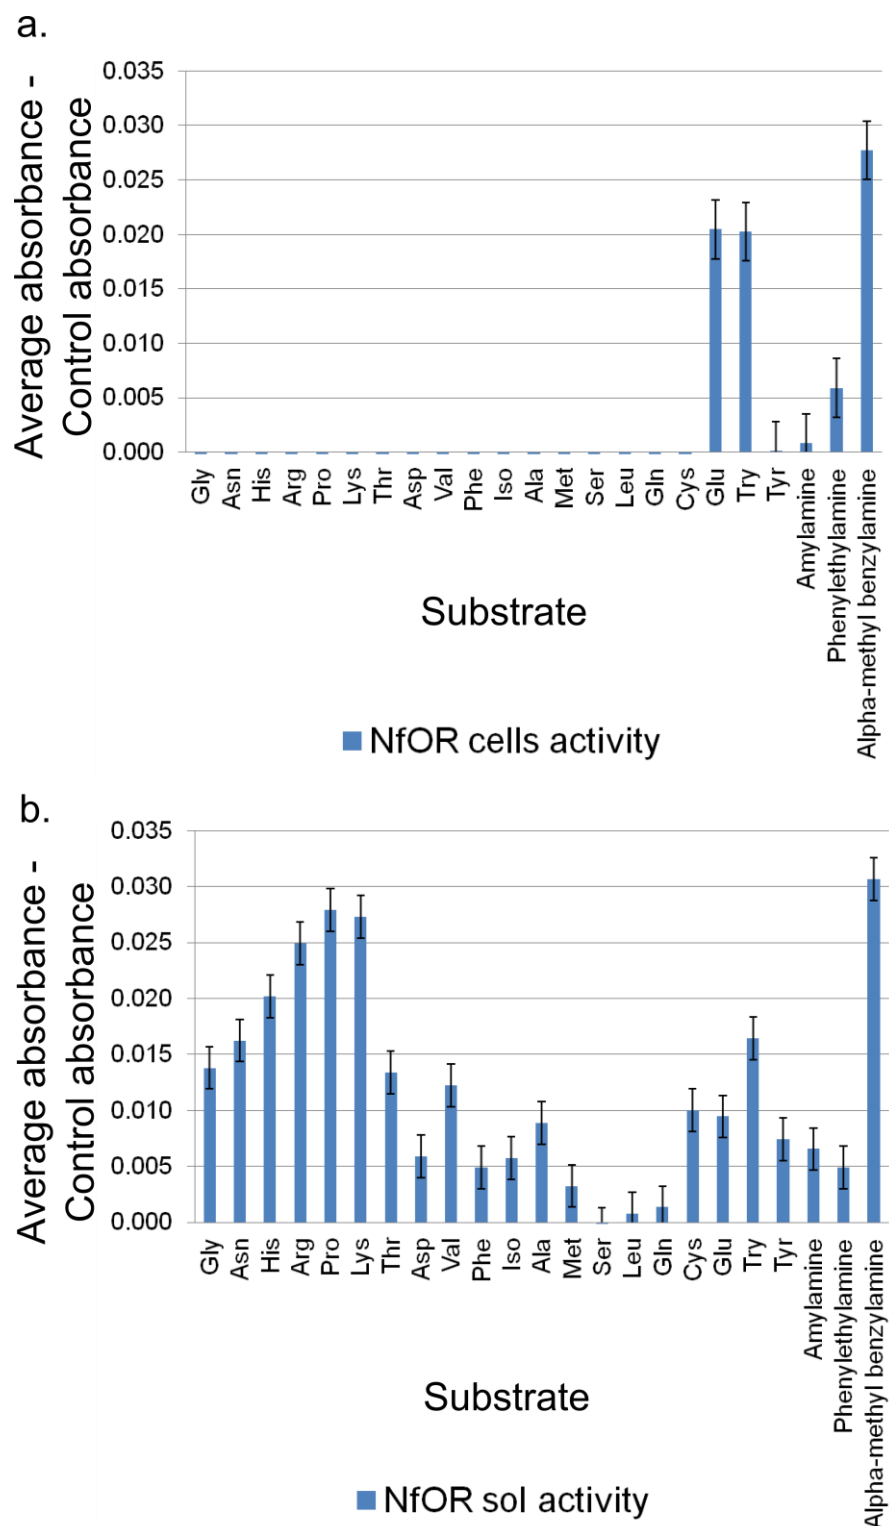 a.
Average absorbance -
Control absorbance
0.035
0.030
0.025
0.020
0.015
0.010
0.005
0.000
Gly
Asn
His
Arg
Pro
Lys
Thr
Asp
Val
Phe
Iso
Ala
Met
Ser
Leu
Gln
Cys
Glu
Try
Tyr
Amylamine
Phenylethylamine
Alpha-methyl benzylamine
Substrate
NfOR cells activity
b.
Average absorbance -
Control absorbance
0.035
0.030
0.025
0.020
0.015
0.010
0.005
0.000
Gly
Asn
His
Arg
Pro
Lys
Thr
Asp
Val
Phe
Iso
Ala
Met
Ser
Leu
Gln
Cys
Glu
Try
Tyr
Amylamine
Phenylethylamine
Alpha-methyl benzylamine
Substrate
NfOR sol activity